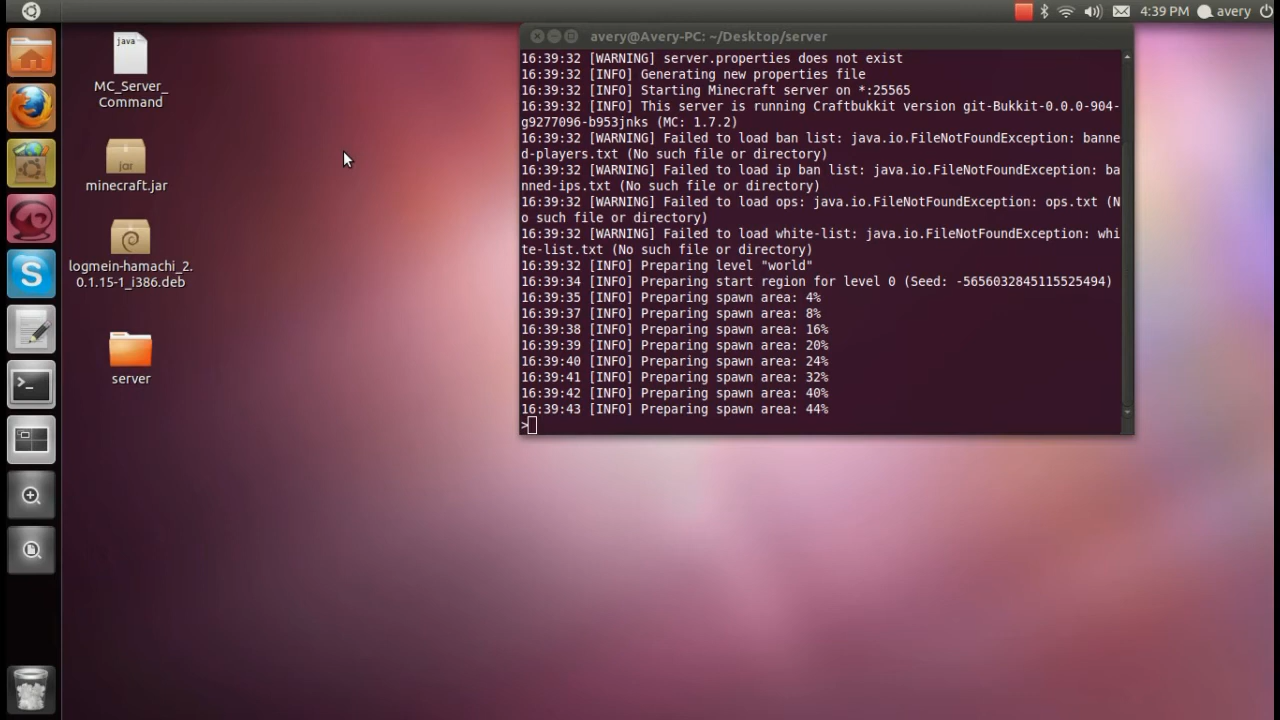 4:39 PM avery
java
MC_Server_
Command
jar
minecraft.jar
logmein-hamachi_2.
0.1.15-1_i386.deb
server
S
>_
avery@Avery-PC: ~/Desktop/server
16:39:32 [WARNING] server.properties does not exist
16:39:32 [INFO] Generating new properties file
16:39:32 [INFO] Starting Minecraft server on *:25565
16:39:32 [INFO] This server is running Craftbukkit version git-Bukkit-0.0.0-904-
g9277096-b953jnks (MC: 1.7.2)
16:39:32 [WARNING] Failed to load ban list: java.io.FileNotFoundException: banne
d-players.txt (No such file or directory)
16:39:32 [WARNING] Failed to load ip ban list: java.io.FileNotFoundException: ba
nned-ips.txt (No such file or directory)
16:39:32 [WARNING] Failed to load ops: java.io.FileNotFoundException: ops.txt (N
o such file or directory)
16:39:32 [WARNING] Failed to load white-list: java.io.FileNotFoundException: whi
te-list.txt (No such file or directory)
16:39:32 [INFO] Preparing level "world"
16:39:34 [INFO] Preparing start region for level 0 (Seed: -5656032845115525494)
16:39:35 [INFO] Preparing spawn area: 4%
16:39:37 [INFO] Preparing spawn area: 8%
16:39:38 [INFO] Preparing spawn area: 16%
16:39:39 [INFO] Preparing spawn area: 20%
16:39:40 [INFO] Preparing spawn area: 24%
16:39:41 [INFO] Preparing spawn area: 32%
16:39:42 [INFO] Preparing spawn area: 40%
16:39:43 [INFO] Preparing spawn area: 44%
>